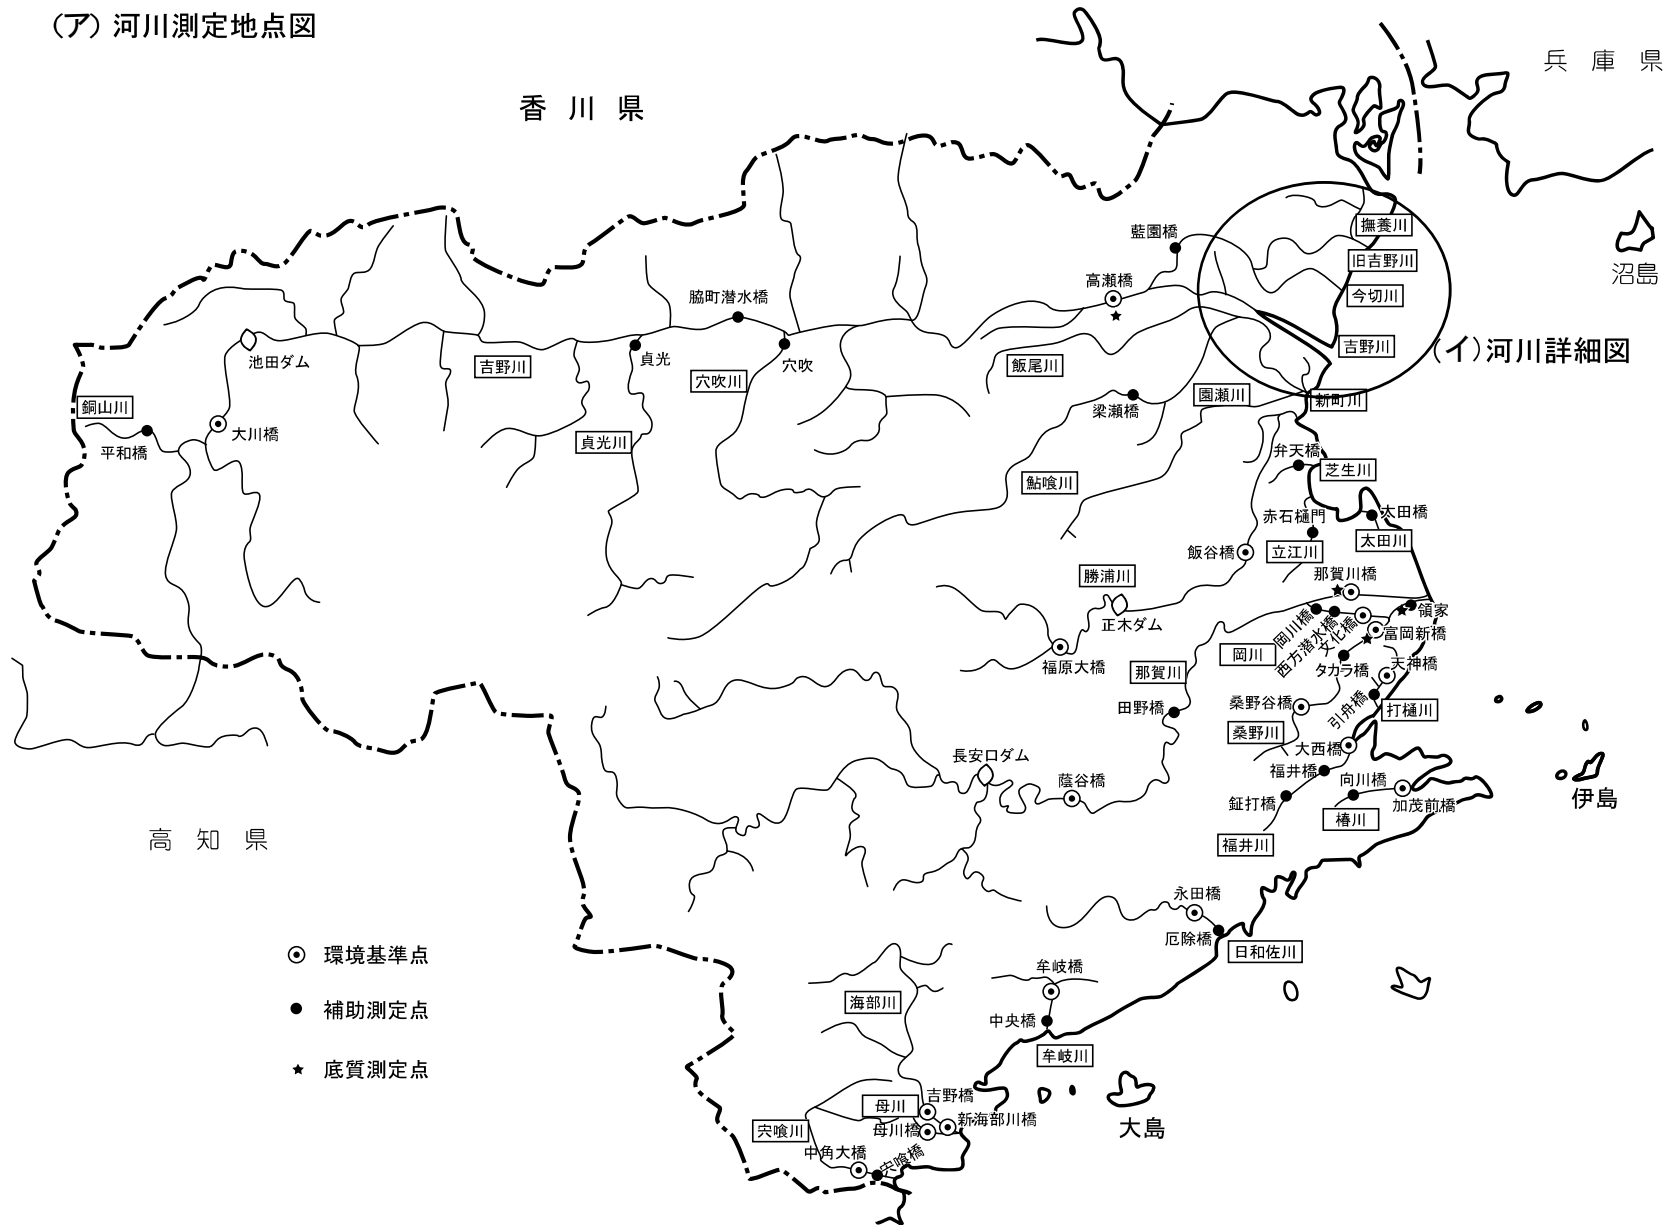 （ア）河川測定地点図
兵庫県
香川県
撫養川
藍園橋
旧吉野川
沼島
高瀬橋
今切川
脇町潜水橋
吉野川
（イ）河川詳細図
池田ダム
吉野川
貞光
穴吹
飯尾川
穴吹川
園瀬川
新町川
銅山川
梁瀬橋
大川橋
平和橋
貞光川
弁天橋
芝生川
鮎喰川
赤石樋門
太田橋
太田川
飯谷橋
立江川
勝浦川
那賀川橋
領家
正木ダム
岡川橋
西方潜水橋
文化橋
富岡新橋
岡川
福原大橋
那賀川
タカラ橋
天神橋
田野橋
桑野谷橋
引舟橋
打樋川
桑野川
大西橋
長安口ダム
福井橋
蔭谷橋
向川橋
鉦打橋
加茂前橋
伊島
椿川
高知県
福井川
永田橋
厄除橋
日和佐川
環境基準点
牟岐橋
海部川
補助測定点
中央橋
牟岐川
底質測定点
吉野橋
母川
新海部川橋
大島
宍喰川
母川橋
中角大橋
宍喰橋